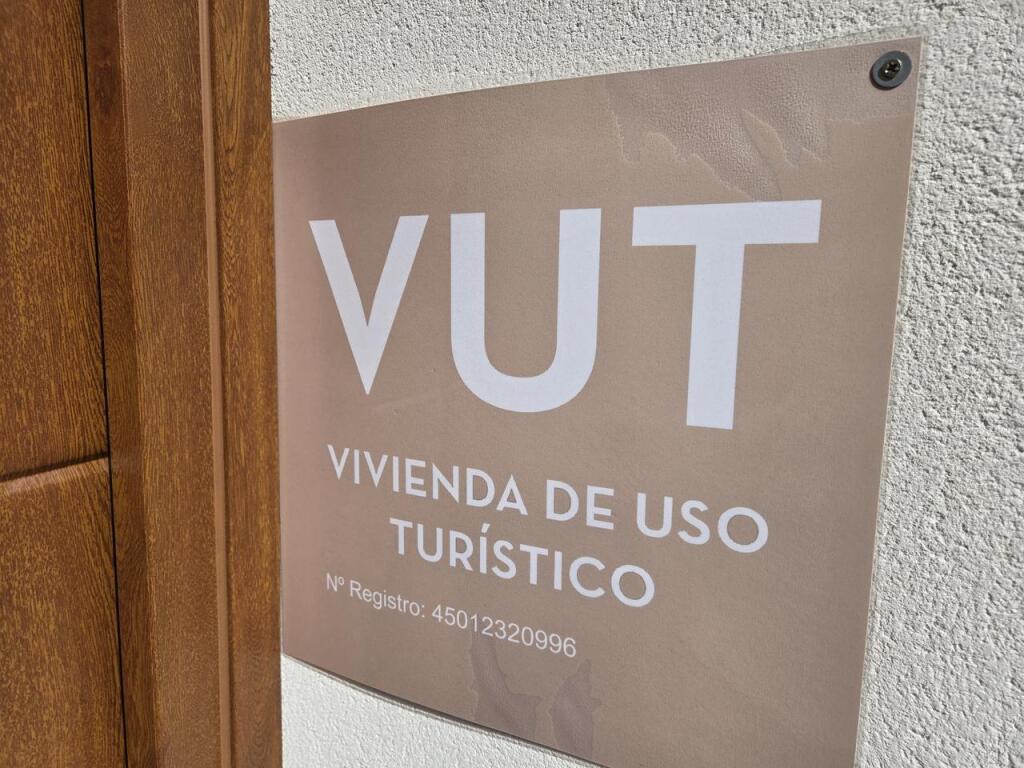 VUT
VIVIENDA DE USO
TURÍSTICO
Nº Registro: 45012320996